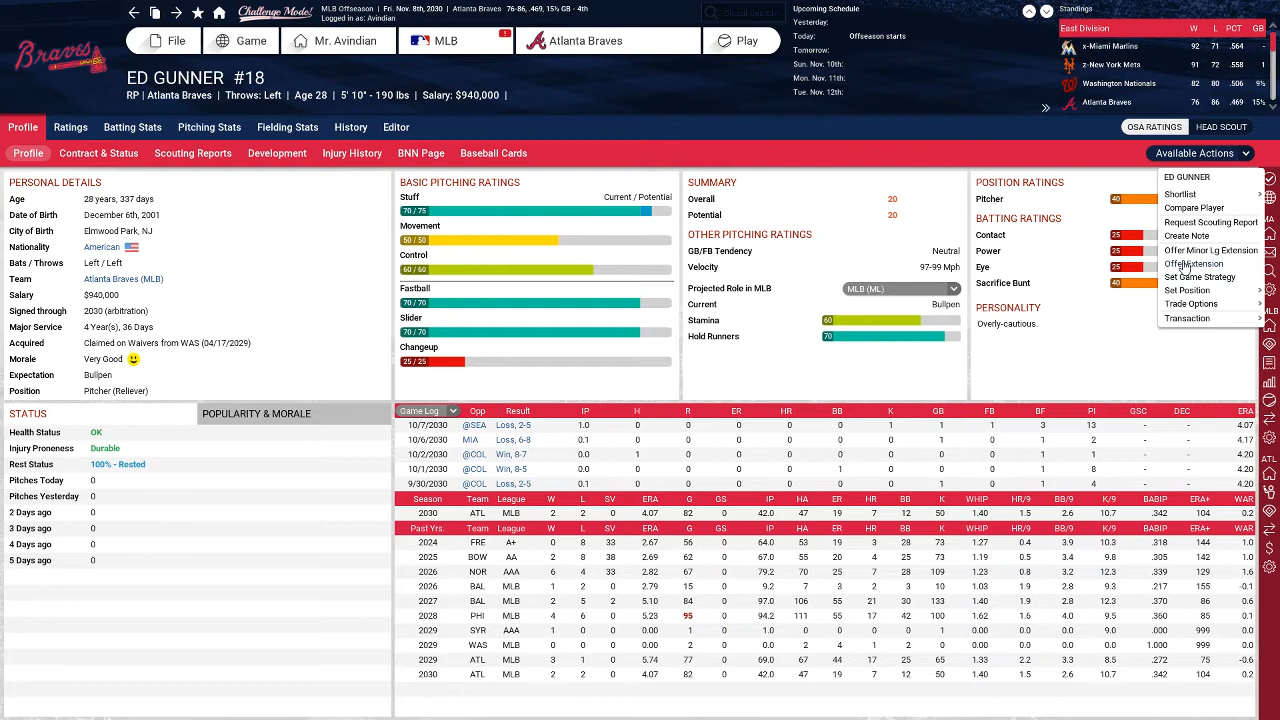 Challenge Mode!
MLB Offseason | Fri. Nov. 8th, 2030 | Atlanta Braves 76-86, .469, 15½ GB - 4th
Logged in as: Avindian
Global Search
File
Game
Mr. Avindian
MLB
Atlanta Braves
Play
Upcoming Schedule
Yesterday:
Today: Offseason starts
Tomorrow:
Sun. Nov. 10th:
Mon. Nov. 11th:
Tue. Nov. 12th:
Standings
East Division W L PCT GB
x-Miami Marlins 92 71 .564 -
z-New York Mets 91 72 .558 1
Washington Nationals 82 80 .506 9½
Atlanta Braves 76 86 .469 15½
Braves
ED GUNNER #18
RP | Atlanta Braves | Throws: Left | Age 28 | 5' 10" - 190 lbs | Salary: $940,000 |
Profile Ratings Batting Stats Pitching Stats Fielding Stats History Editor
OSA RATINGS HEAD SCOUT
Profile Contract & Status Scouting Reports Development Injury History BNN Page Baseball Cards
Available Actions
ED GUNNER
Shortlist
Compare Player
Request Scouting Report
Create Note
Offer Minor Lg Extension
Offer Extension
Set Game Strategy
Set Position
Trade Options
Transaction
PERSONAL DETAILS
Age 28 years, 337 days
Date of Birth December 6th, 2001
City of Birth Elmwood Park, NJ
Nationality American
Bats / Throws Left / Left
Team Atlanta Braves (MLB)
Salary $940,000
Signed through 2030 (arbitration)
Major Service 4 Year(s), 36 Days
Acquired Claimed on Waivers from WAS (04/17/2029)
Morale Very Good
Expectation Bullpen
Position Pitcher (Reliever)
BASIC PITCHING RATINGS
Stuff Current / Potential
70 / 75
Movement
50 / 50
Control
60 / 60
Fastball
70 / 70
Slider
70 / 70
Changeup
25 / 25
SUMMARY
Overall 20
Potential 20
OTHER PITCHING RATINGS
GB/FB Tendency Neutral
Velocity 97-99 Mph
Projected Role in MLB MLB (ML)
Current Bullpen
Stamina 60
Hold Runners 70
POSITION RATINGS
Pitcher 40
BATTING RATINGS
Contact 25
Power 25
Eye 25
Sacrifice Bunt 40
PERSONALITY
Overly-cautious.
STATUS
POPULARITY & MORALE
Health Status OK
Injury Proneness Durable
Rest Status 100% - Rested
Pitches Today 0
Pitches Yesterday 0
2 Days ago 0
3 Days ago 0
4 Days ago 0
5 Days ago 0
Game Log Opp Result IP H R ER HR BB K GB FB BF PI GSC DEC ERA
10/7/2030 @SEA Loss, 2-5 1.0 0 0 0 0 0 1 1 1 3 13 - - 4.07
10/6/2030 MIA Loss, 6-8 0.1 0 0 0 0 0 0 1 0 1 2 - - 4.17
10/2/2030 @COL Win, 8-7 0.0 1 0 0 0 0 0 1 0 1 1 - - 4.20
10/1/2030 @COL Win, 8-5 0.0 0 0 0 0 1 0 0 0 1 8 - - 4.20
9/30/2030 @COL Loss, 2-5 0.1 0 0 0 0 0 0 1 0 1 4 - - 4.20
Season Team League W L SV ERA G GS IP HA ER HR BB K WHIP HR/9 BB/9 K/9 BABIP ERA+ WAR
2030 ATL MLB 2 2 0 4.07 82 0 42.0 47 19 7 12 50 1.40 1.5 2.6 10.7 .342 104 0.2
Past Yrs. Team League W L SV ERA G GS IP HA ER HR BB K WHIP HR/9 BB/9 K/9 BABIP ERA+ WAR
2024 FRE A+ 0 8 33 2.67 56 0 64.0 53 19 3 28 73 1.27 0.4 3.9 10.3 .318 144 1.0
2025 BOW AA 2 8 38 2.69 62 0 67.0 55 20 4 25 73 1.19 0.5 3.4 9.8 .305 142 1.0
2026 NOR AAA 6 4 33 2.82 67 0 79.2 70 25 7 28 109 1.23 0.8 3.2 12.3 .339 129 1.6
2026 BAL MLB 1 1 2 2.79 15 0 9.2 7 3 2 3 10 1.03 1.9 2.8 9.3 .217 155 -0.1
2027 BAL MLB 2 5 2 5.10 84 0 97.0 106 55 21 30 133 1.40 1.9 2.8 12.3 .370 86 0.6
2028 PHI MLB 4 6 0 5.23 95 0 94.2 111 55 17 42 100 1.62 1.6 4.0 9.5 .360 85 0.1
2029 SYR AAA 0 0 0 0.00 1 0 1.0 0 0 0 0 1 0.00 0.0 0.0 9.0 .000 999 0.0
2029 WAS MLB 0 0 0 0.00 2 0 0.0 2 4 1 2 0 0.00 0.0 0.0 0.0 1.000 999 0.0
2029 ATL MLB 3 1 0 5.74 77 0 69.0 67 44 17 25 65 1.33 2.2 3.3 8.5 .272 75 -0.6
2030 ATL MLB 2 2 0 4.07 82 0 42.0 47 19 7 12 50 1.40 1.5 2.6 10.7 .342 104 0.2
MLB
ATL